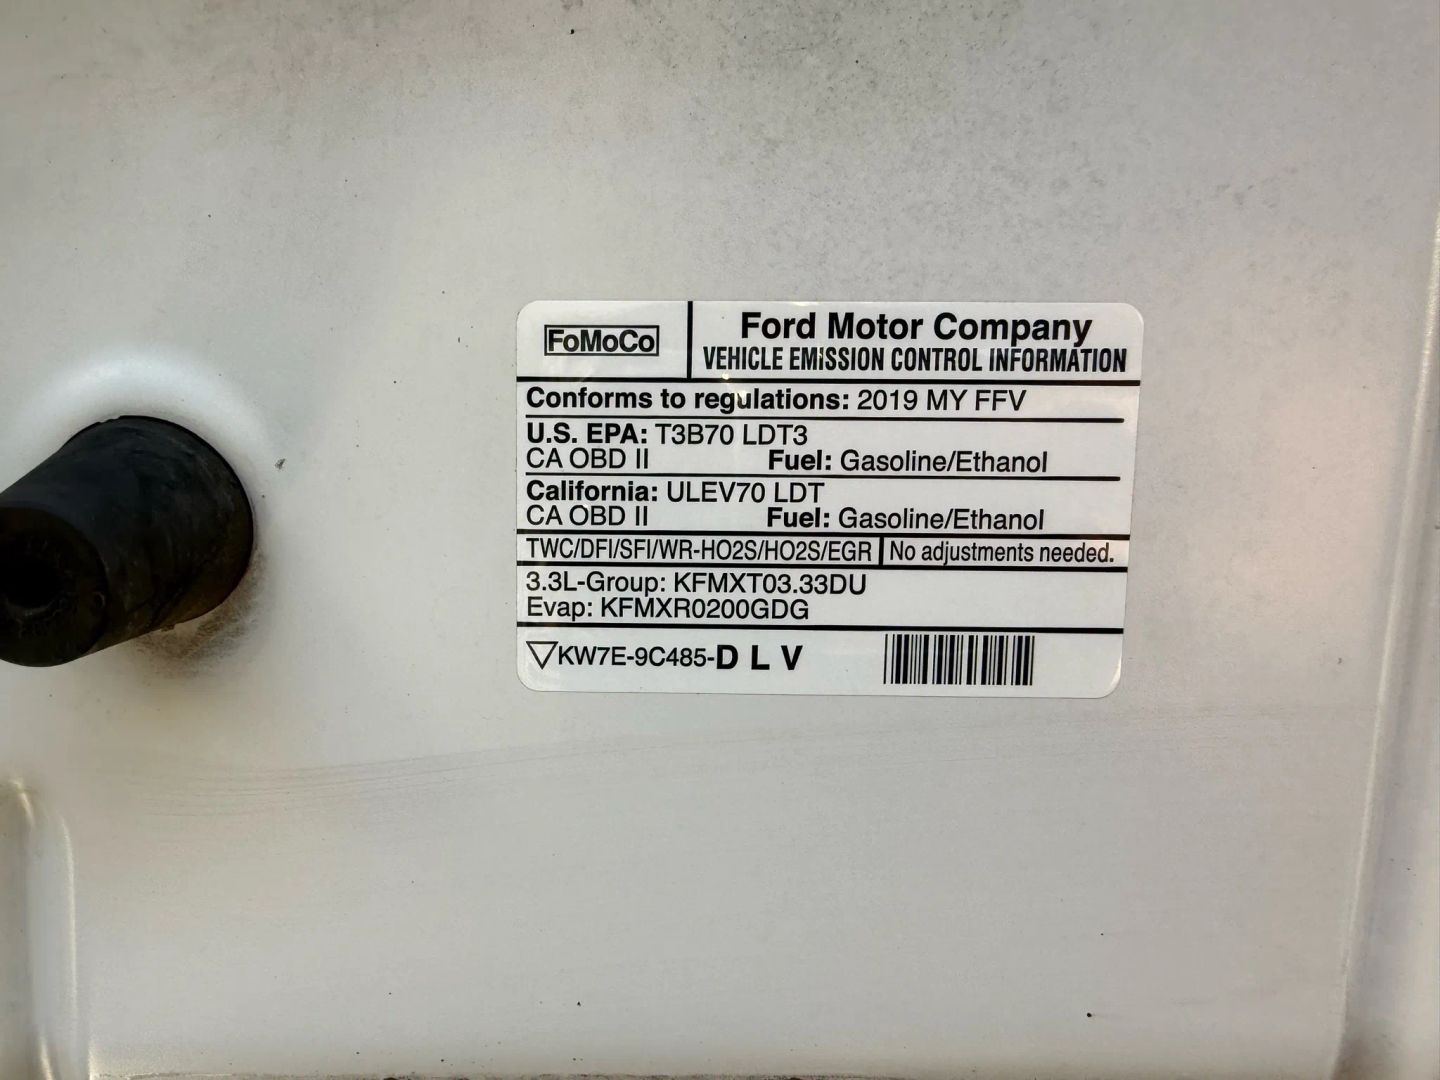 FoMoCo
Ford Motor Company
VEHICLE EMISSION CONTROL INFORMATION
Conforms to regulations: 2019 MY FFV
U.S. EPA: T3B70 LDT3
CA OBD II Fuel: Gasoline/Ethanol
California: ULEV70 LDT
CA OBD II Fuel: Gasoline/Ethanol
TWC/DFI/SFI/WR-HO2S/HO2S/EGR No adjustments needed.
3.3L-Group: KFMXT03.33DU
Evap: KFMXR0200GDG
KW7E-9C485-D L V